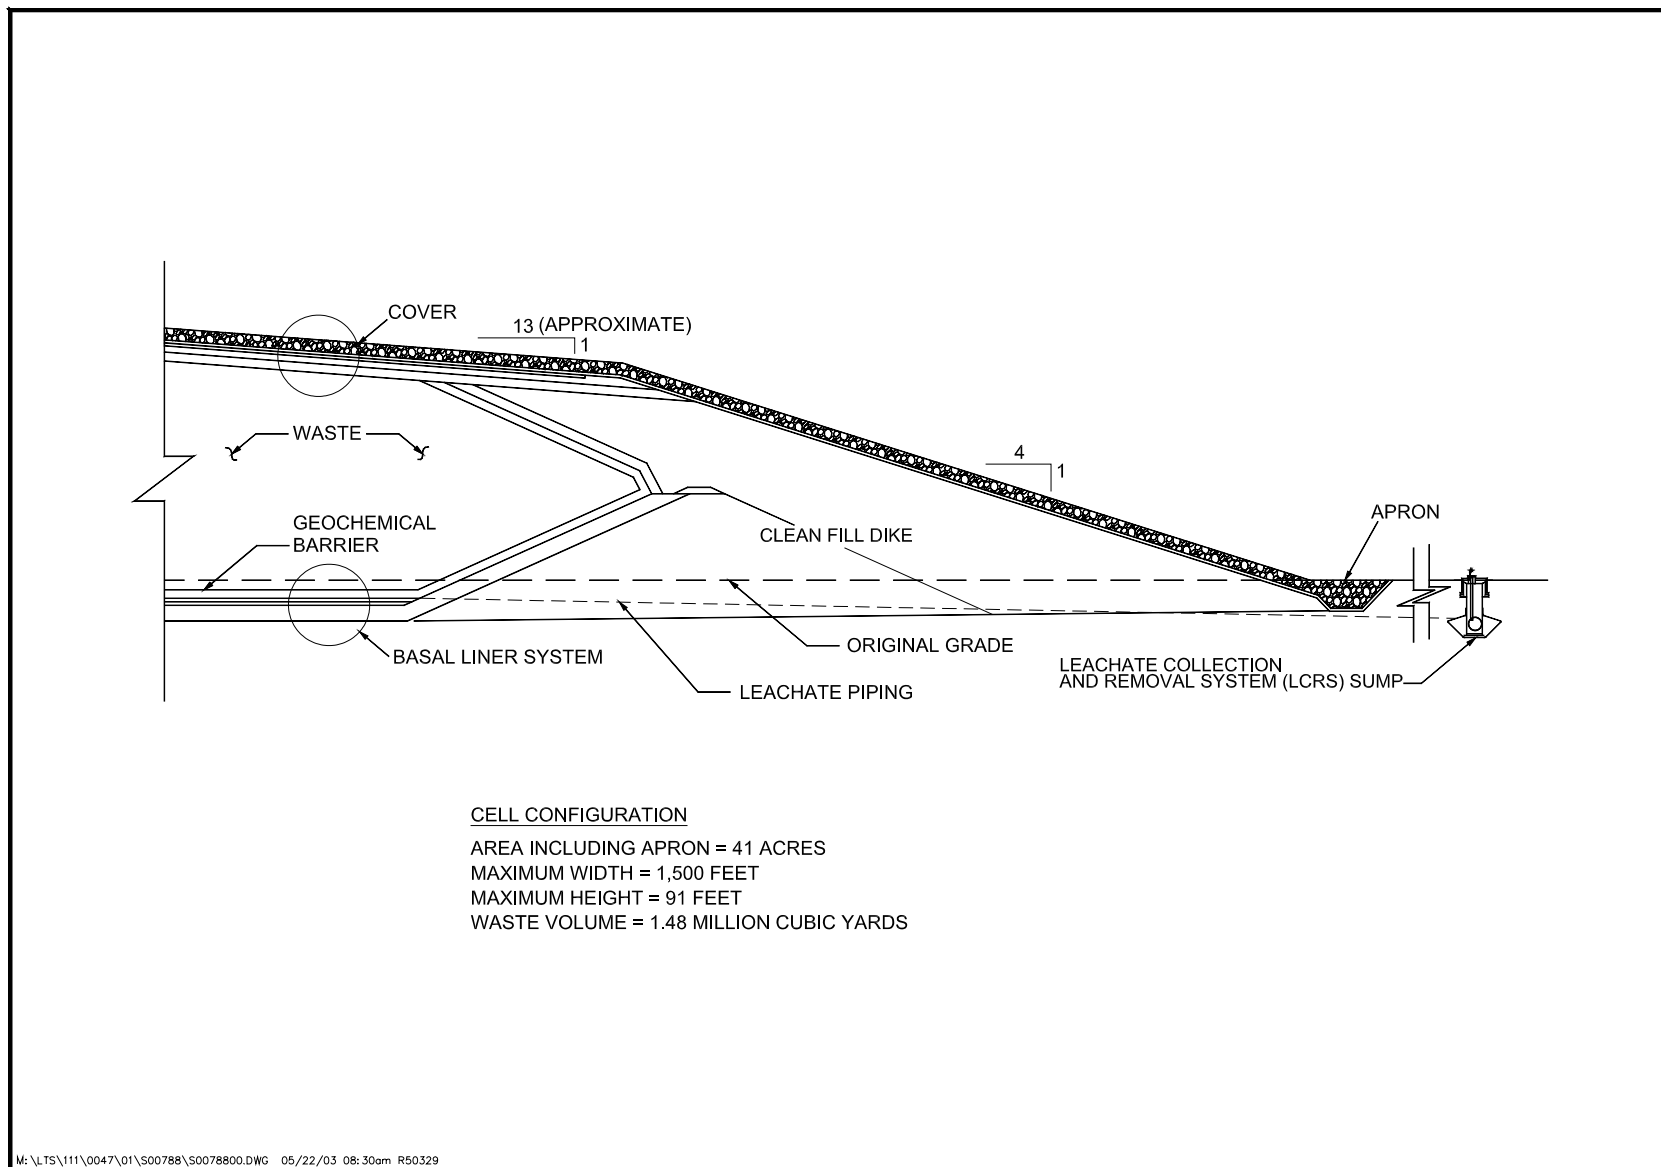 COVER
13 (APPROXIMATE)
1
WASTE
4
1
GEOCHEMICAL
BARRIER
CLEAN FILL DIKE
APRON
ORIGINAL GRADE
BASAL LINER SYSTEM
LEACHATE COLLECTION
AND REMOVAL SYSTEM (LCRS) SUMP
LEACHATE PIPING
CELL CONFIGURATION
AREA INCLUDING APRON = 41 ACRES
MAXIMUM WIDTH = 1,500 FEET
MAXIMUM HEIGHT = 91 FEET
WASTE VOLUME = 1.48 MILLION CUBIC YARDS
M:\LTS\111\0047\01\S00788\S0078800.DWG 05/22/03 08:30am R50329